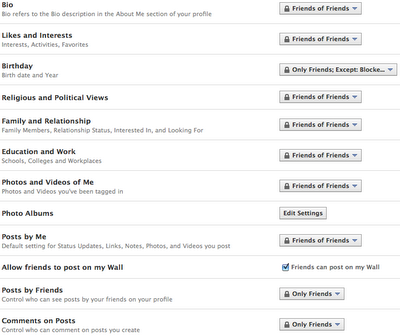 Bio
Bio refers to the Bio description in the About Me section of your profile
Friends of Friends
Likes and Interests
Interests, Activities, Favorites
Friends of Friends
Birthday
Birth date and Year
Only Friends; Except: Blocke...
Religious and Political Views
Friends of Friends
Family and Relationship
Family Members, Relationship Status, Interested In, and Looking For
Friends of Friends
Education and Work
Schools, Colleges and Workplaces
Friends of Friends
Photos and Videos of Me
Photos and Videos you've been tagged in
Friends of Friends
Photo Albums
Edit Settings
Posts by Me
Default setting for Status Updates, Links, Notes, Photos, and Videos you post
Friends of Friends
Allow friends to post on my Wall
Friends can post on my Wall
Posts by Friends
Control who can see posts by your friends on your profile
Only Friends
Comments on Posts
Control who can comment on posts you create
Only Friends